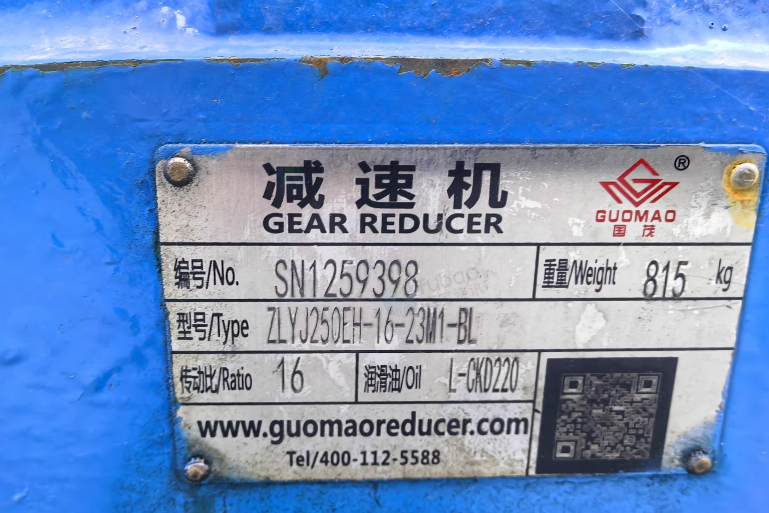 减速机
GEAR REDUCER
®
GUOMAO
国茂
编号/No. SN1259398 重量/Weight 815 kg
型号/Type ZLYJ250EH-16-23M1-BL
传动比/Ratio 16 润滑油/Oil L-CKD220
www.guomaoreducer.com
Tel/400-112-5588